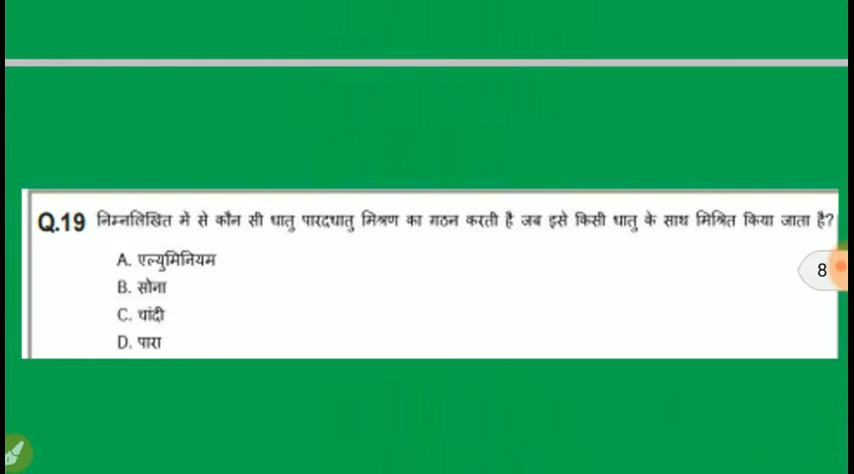 Q.19 निम्नलिखित में से कौन सी धातु पारदधातु मिश्रण का गठन करती है जब इसे किसी धातु के साथ मिश्रित किया जाता है?
A. एल्युमिनियम
B. सोना
C. चांदी
D. पारा
8